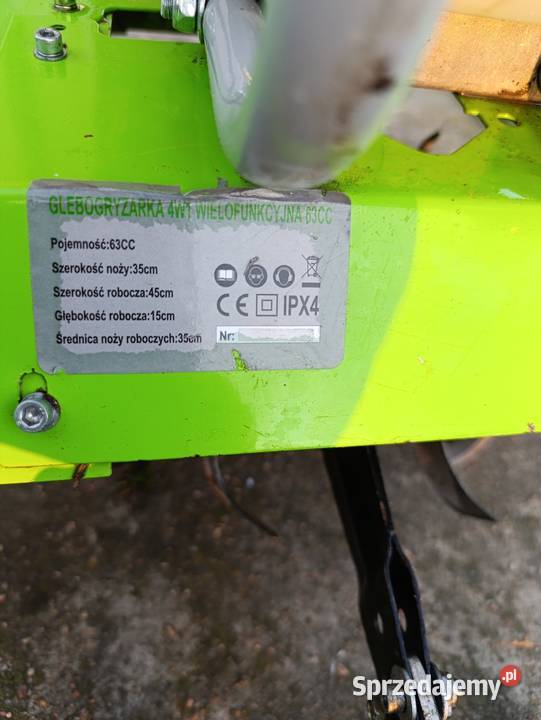 GLEBOGRYZARKA 4W1 WIELOFUNKCYJNA 63CC
Pojemność:63CC
Szerokość noży:35cm
Szerokość robocza:45cm
Głębokość robocza:15cm
Średnica noży roboczych:35cm
CE IPX4
Nr:
Sprzedajemy.pl